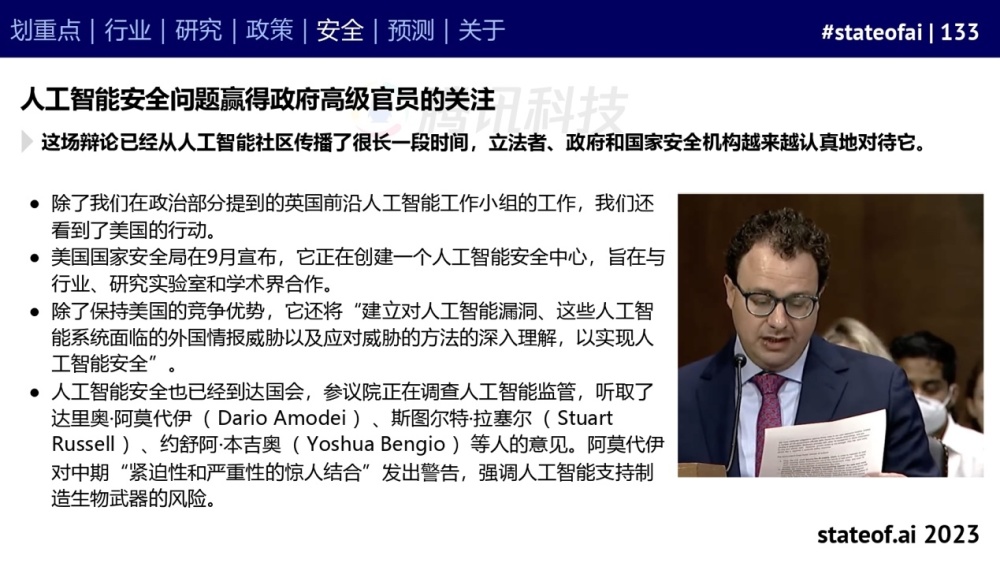 划重点 | 行业 | 研究 | 政策 | 安全 | 预测 | 关于
#stateofai | 133
人工智能安全问题赢得政府高级官员的关注
腾讯科技
这场辩论已经从人工智能社区传播了很长一段时间，立法者、政府和国家安全机构越来越认真地对待它。
● 除了我们在政治部分提到的英国前沿人工智能工作小组的工作，我们还
看到了美国的行动。
● 美国国家安全局在9月宣布，它正在创建一个人工智能安全中心，旨在与
行业、研究实验室和学术界合作。
● 除了保持美国的竞争优势，它还将“建立对人工智能漏洞、这些人工智
能系统面临的外国情报威胁以及应对威胁的方法的深入理解，以实现人
工智能安全”。
● 人工智能安全也已经到达国会，参议院正在调查人工智能监管，听取了
达里奥·阿莫代伊（ Dario Amodei ）、斯图尔特·拉塞尔（ Stuart
Russell ）、约舒阿·本吉奥（ Yoshua Bengio ）等人的意见。阿莫代伊
对中期“紧迫性和严重性的惊人结合”发出警告，强调人工智能支持制
造生物武器的风险。
stateof.ai 2023